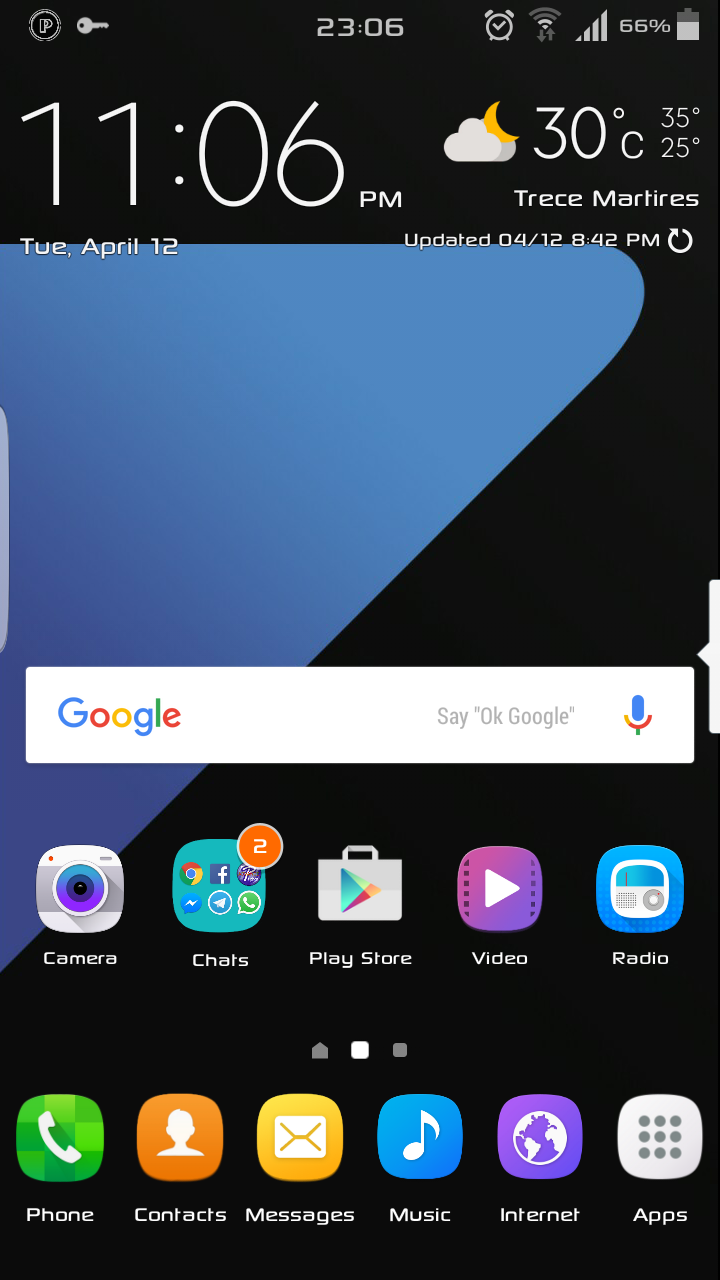 P
23:06
66%
11:06 PM
30°C
35°
25°
Trece Martires
Tue, April 12
Updated 04/12 8:42 PM
Google
Say "Ok Google"
2
Camera
Chats
Play Store
Video
Radio
Phone
Contacts
Messages
Music
Internet
Apps